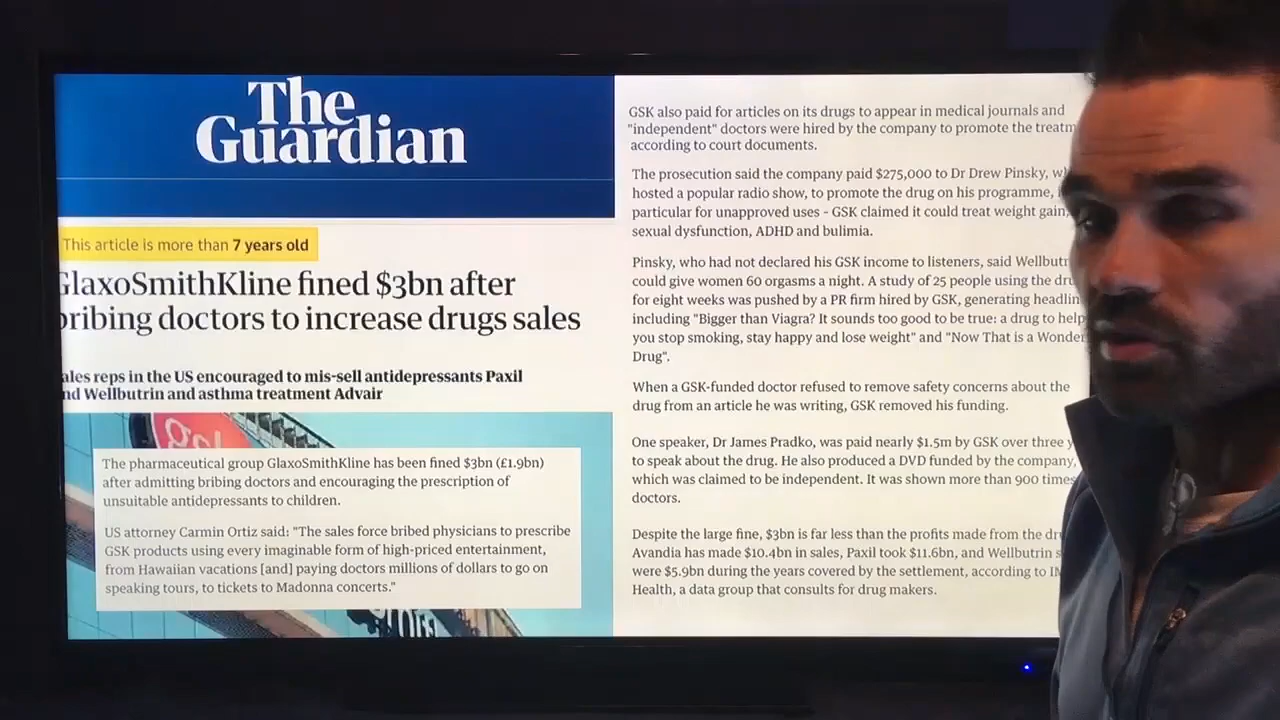 The
Guardian
This article is more than 7 years old
GlaxoSmithKline fined $3bn after
bribing doctors to increase drugs sales
ales reps in the US encouraged to mis-sell antidepressants Paxil
nd Wellbutrin and asthma treatment Advair
gsk
The pharmaceutical group GlaxoSmithKline has been fined $3bn (£1.9bn)
after admitting bribing doctors and encouraging the prescription of
unsuitable antidepressants to children.
US attorney Carmin Ortiz said: "The sales force bribed physicians to prescribe
GSK products using every imaginable form of high-priced entertainment,
from Hawaiian vacations [and] paying doctors millions of dollars to go on
speaking tours, to tickets to Madonna concerts."
GSK also paid for articles on its drugs to appear in medical journals and
"independent" doctors were hired by the company to promote the treatm
according to court documents.
The prosecution said the company paid $275,000 to Dr Drew Pinsky, w
hosted a popular radio show, to promote the drug on his programme, i
particular for unapproved uses - GSK claimed it could treat weight gain,
sexual dysfunction, ADHD and bulimia.
Pinsky, who had not declared his GSK income to listeners, said Wellbutr
could give women 60 orgasms a night. A study of 25 people using the dru
for eight weeks was pushed by a PR firm hired by GSK, generating headlin
including "Bigger than Viagra? It sounds too good to be true: a drug to help
you stop smoking, stay happy and lose weight" and "Now That is a Wonder
Drug".
When a GSK-funded doctor refused to remove safety concerns about the
drug from an article he was writing, GSK removed his funding.
One speaker, Dr James Pradko, was paid nearly $1.5m by GSK over three y
to speak about the drug. He also produced a DVD funded by the company,
which was claimed to be independent. It was shown more than 900 times
doctors.
Despite the large fine, $3bn is far less than the profits made from the dru
Avandia has made $10.4bn in sales, Paxil took $11.6bn, and Wellbutrin s
were $5.9bn during the years covered by the settlement, according to IM
Health, a data group that consults for drug makers.